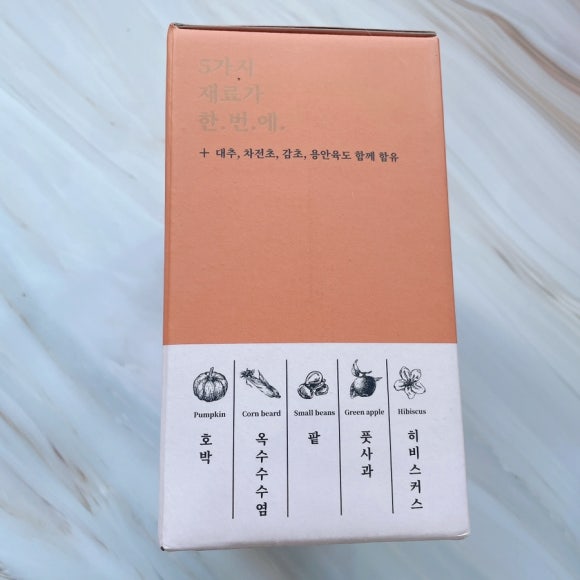 5가지
재료가
한.번.에.
+ 대추, 차전초, 감초, 용안육도 함께 함유
Pumpkin
호박
Corn beard
옥수수수염
Small beans
팥
Green apple
풋사과
Hibiscus
히비스커스